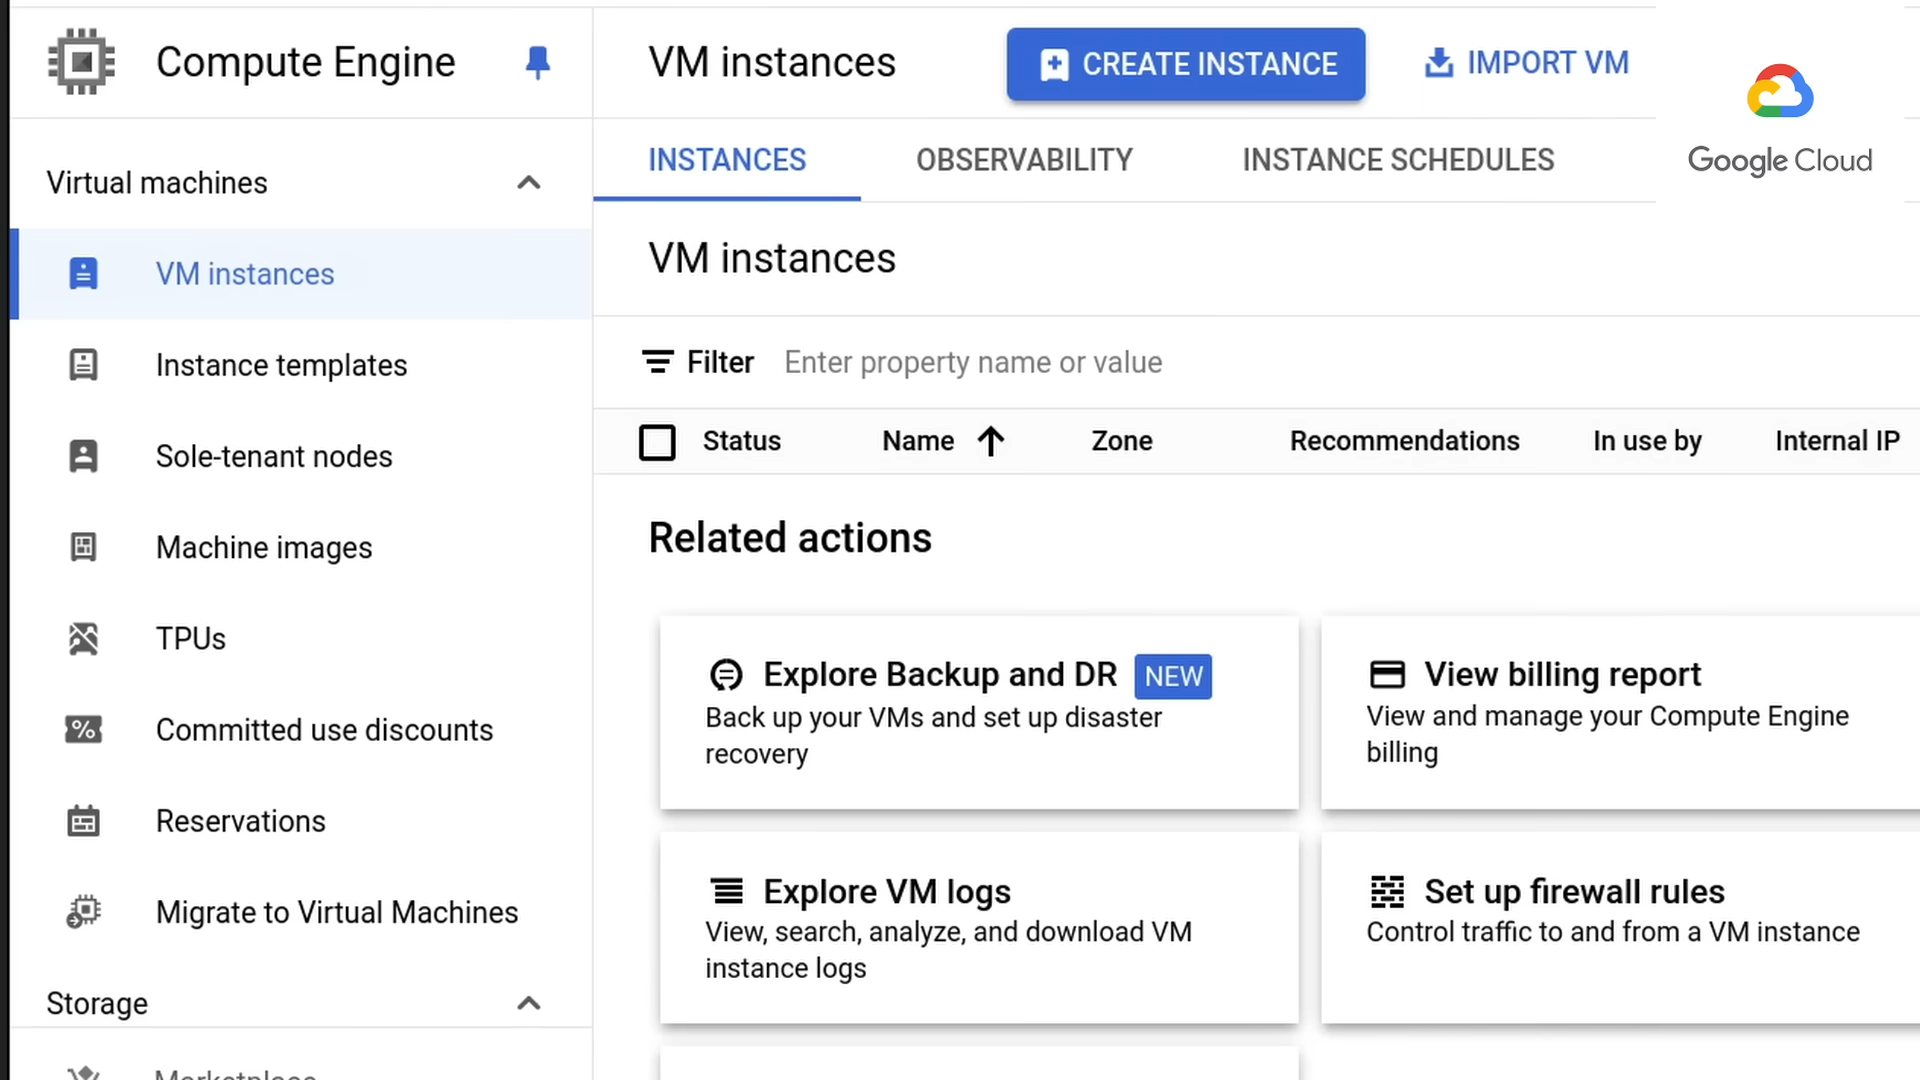 Compute Engine
VM instances
CREATE INSTANCE
IMPORT VM
Google Cloud
Virtual machines
INSTANCES
OBSERVABILITY
INSTANCE SCHEDULES
VM instances
VM instances
Instance templates
Sole-tenant nodes
Machine images
TPUs
Committed use discounts
Reservations
Migrate to Virtual Machines
Storage
Marketplace
Filter Enter property name or value
Status Name Zone Recommendations In use by Internal IP
Related actions
Explore Backup and DR NEW
Back up your VMs and set up disaster
recovery
View billing report
View and manage your Compute Engine
billing
Explore VM logs
View, search, analyze, and download VM
instance logs
Set up firewall rules
Control traffic to and from a VM instance